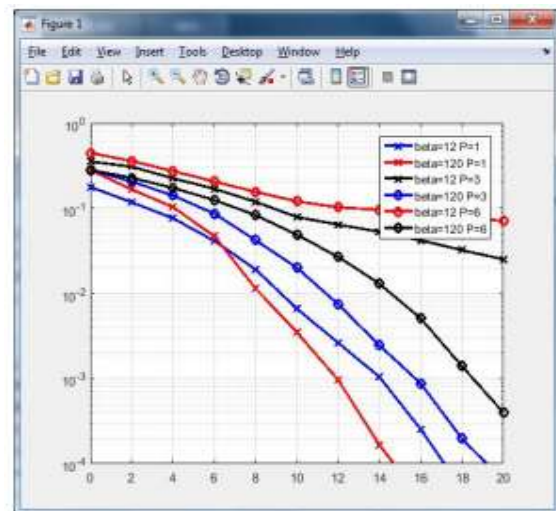 Figure 1
File Edit View Insert Tools Desktop Window Help
10^0
10^-1
10^-2
10^-3
10^-4
0 2 4 6 8 10 12 14 16 18 20
beta=12 P=1
beta=120 P=1
beta=12 P=3
beta=120 P=3
beta=12 P=6
beta=120 P=6